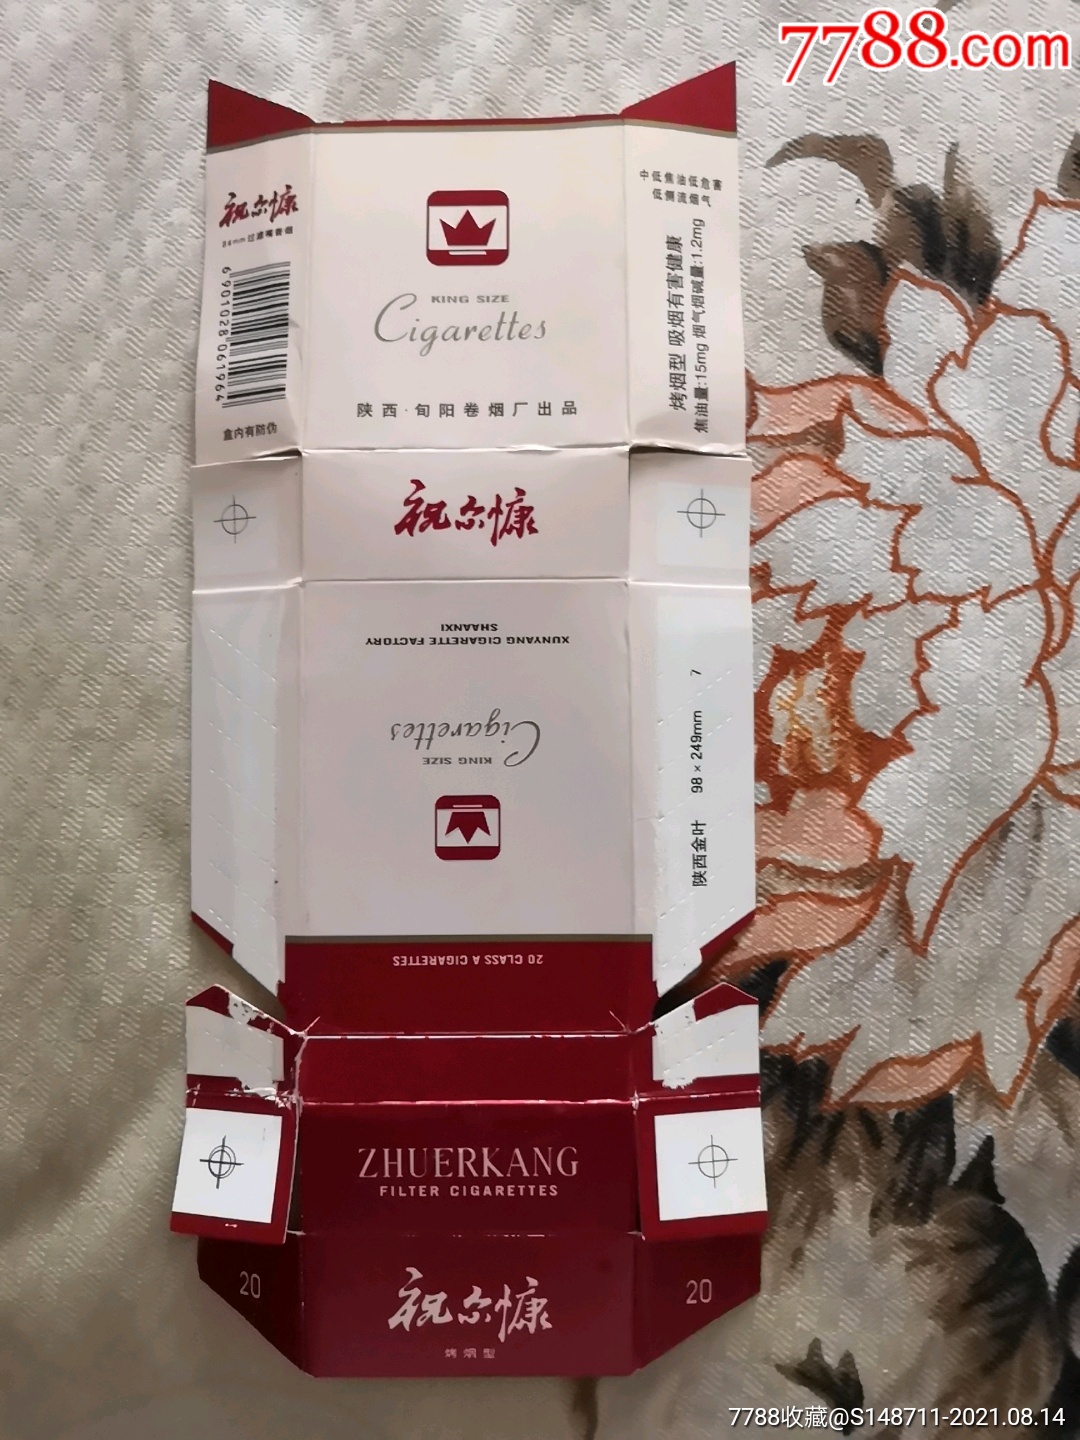 7788.com
祝尔慷
84mm过滤嘴香烟
6901028061964
盒内有防伪
KING SIZE
Cigarettes
陕西·旬阳卷烟厂出品
中低焦油低危害
低侧流烟气
烤烟型 吸烟有害健康
焦油量:15mg 烟气烟碱量:1.2mg
祝尔慷
XUNYANG CIGARETTE FACTORY
SHAANXI
Cigarettes
KING SIZE
陕西金叶 98×249mm 7
20 CLASS A CIGARETTES
ZHUERKANG
FILTER CIGARETTES
20
祝尔慷
烤烟型
20
7788收藏@S148711-2021.08.14